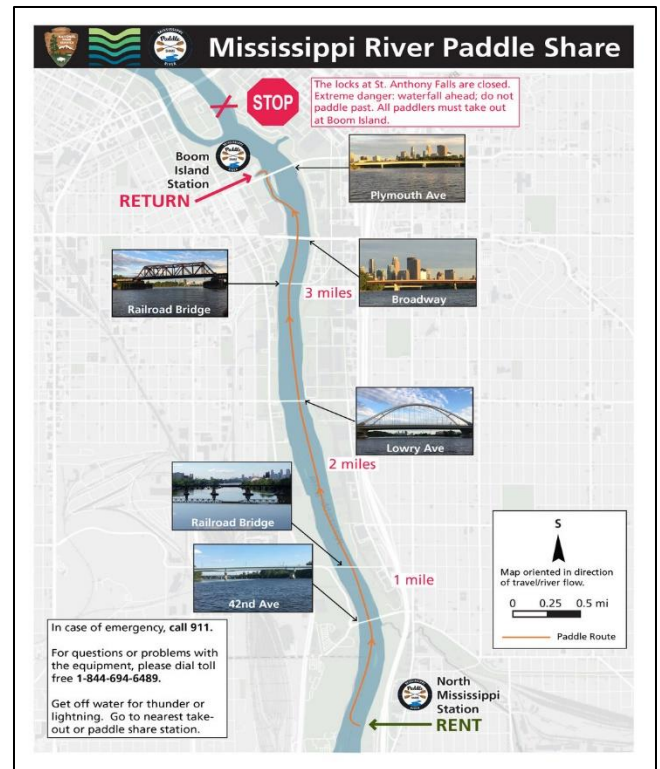 Mississippi River Paddle Share
STOP
The locks at St. Anthony Falls are closed.
Extreme danger: waterfall ahead; do not
paddle past. All paddlers must take out
at Boom Island.
Boom
Island
Station
RETURN
Plymouth Ave
Railroad Bridge
3 miles
Broadway
Lowry Ave
2 miles
Railroad Bridge
1 mile
42nd Ave
S
Map oriented in direction
of travel/river flow.
0 0.25 0.5 mi
Paddle Route
In case of emergency, call 911.
For questions or problems with
the equipment, please dial toll
free 1-844-694-6489.
Get off water for thunder or
lightning. Go to nearest take-
out or paddle share station.
North
Mississippi
Station
RENT